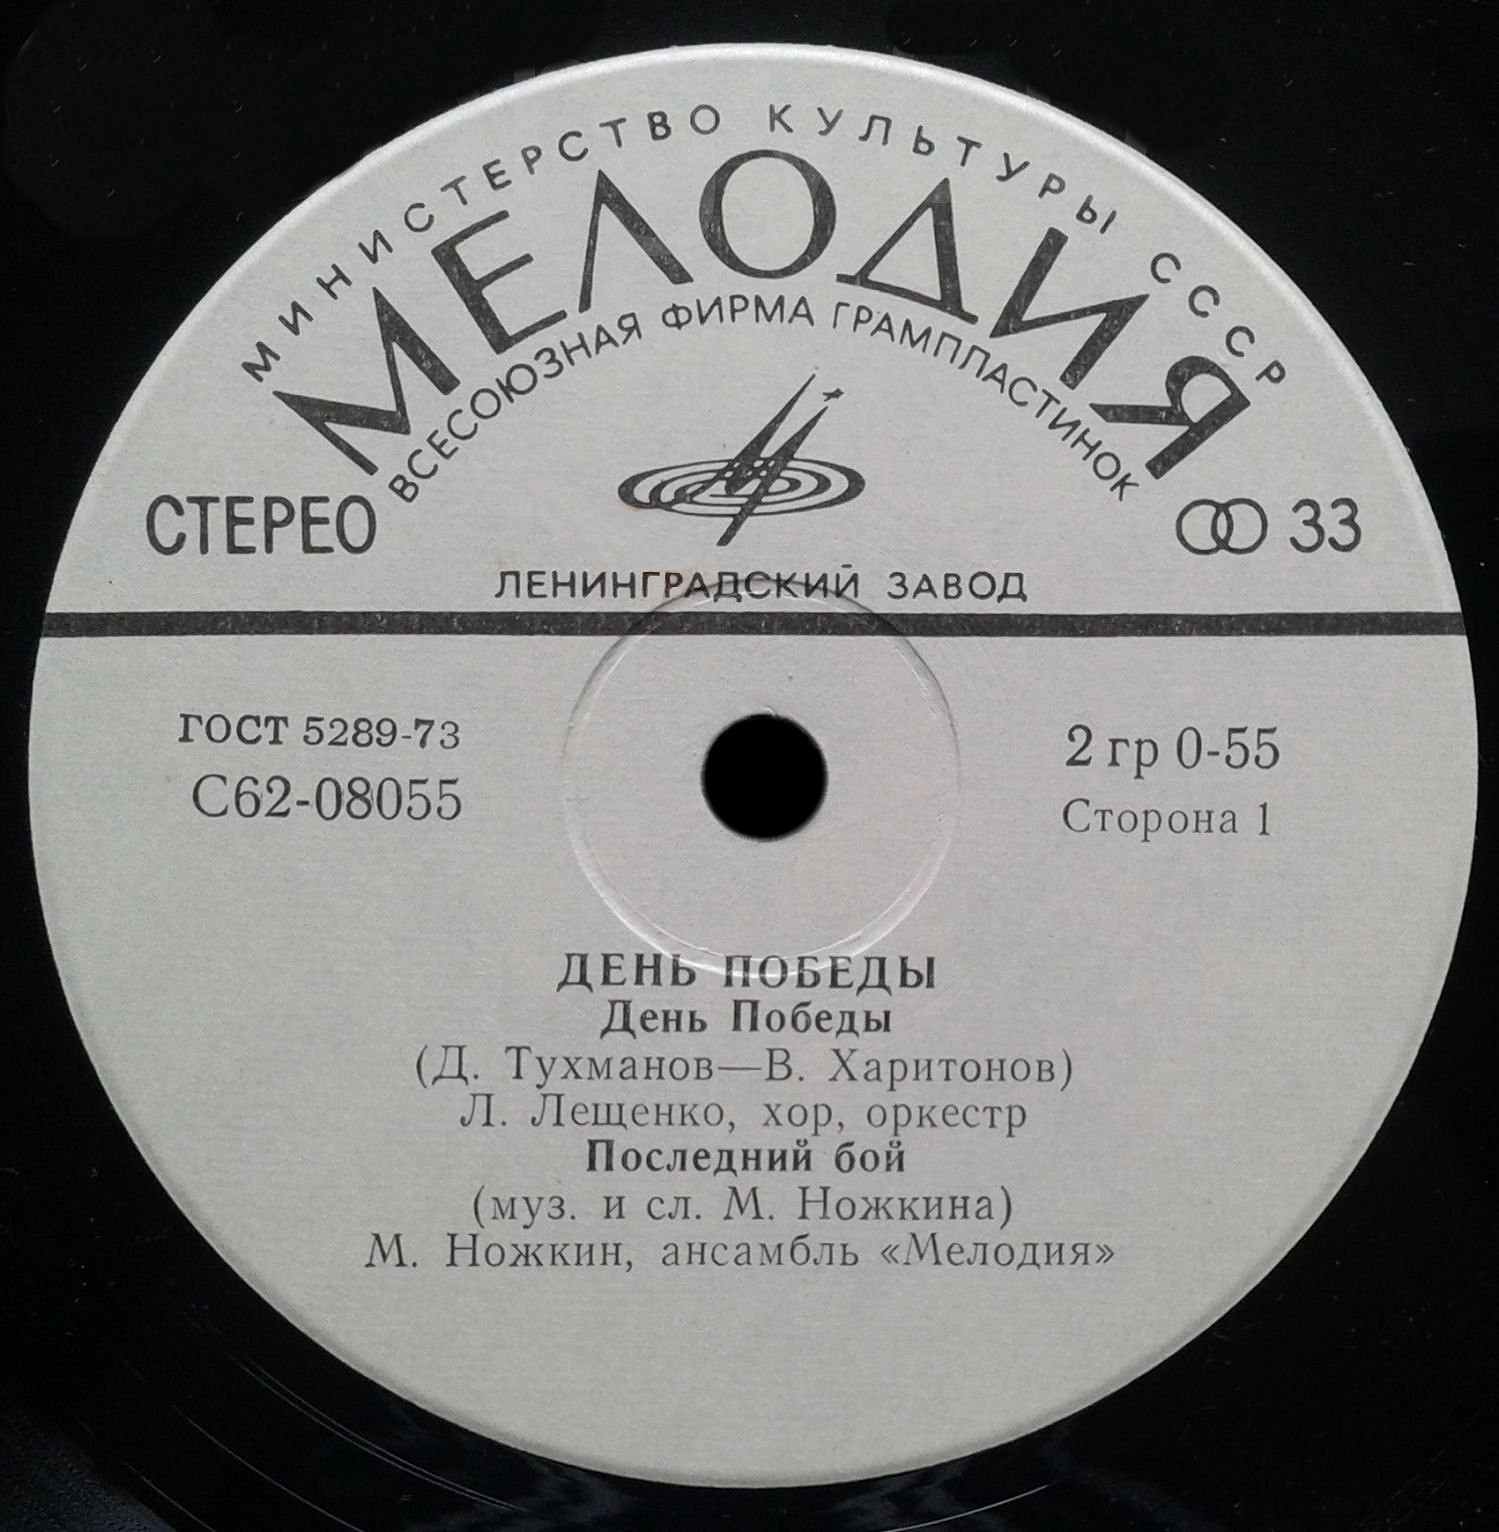 МИНИСТЕРСТВО КУЛЬТУРЫ СССР
МЕЛОДИЯ
ВСЕСОЮЗНАЯ ФИРМА ГРАМПЛАСТИНОК
СТЕРЕО
33
ЛЕНИНГРАДСКИЙ ЗАВОД
ГОСТ 5289-73
С62-08055
2 гр 0-55
Сторона 1
ДЕНЬ ПОБЕДЫ
День Победы
(Д. Тухманов—В. Харитонов)
Л. Лещенко, хор, оркестр
Последний бой
(муз. и сл. М. Ножкина)
М. Ножкин, ансамбль «Мелодия»